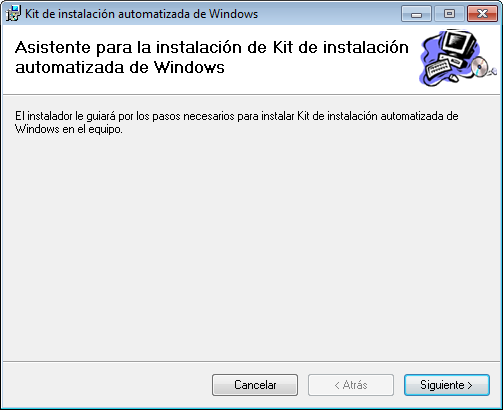 Kit de instalación automatizada de Windows
Asistente para la instalación de Kit de instalación
automatizada de Windows
El instalador le guiará por los pasos necesarios para instalar Kit de instalación automatizada de
Windows en el equipo.
Cancelar
< Atrás
Siguiente >